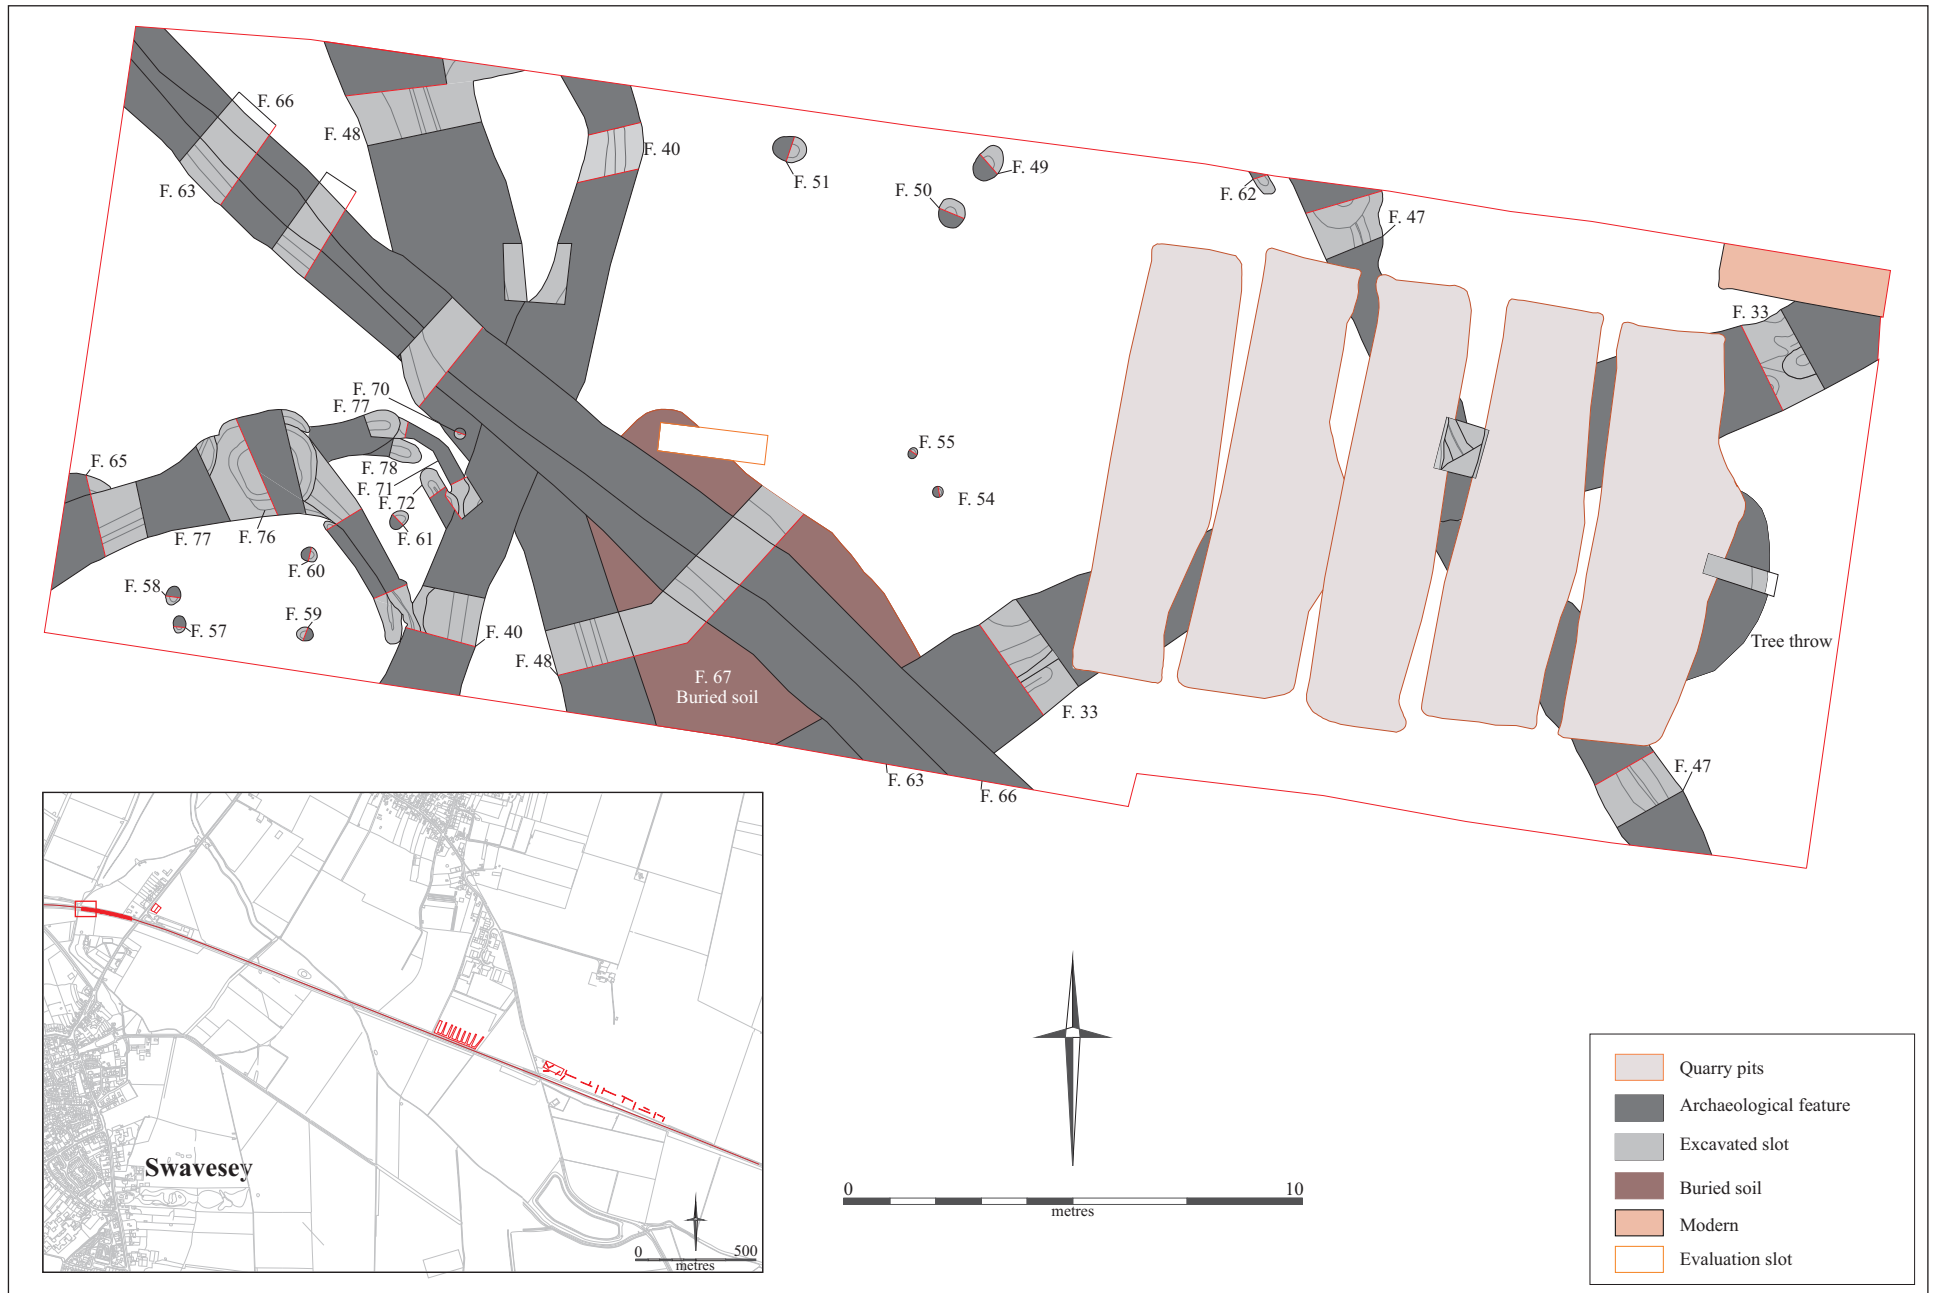 F. 66
F. 48
F. 40
F. 63
F. 51
F. 49
F. 50
F. 62
F. 47
F. 33
F. 70
F. 77
F. 55
F. 65
F. 78
F. 71
F. 54
F. 72
F. 77
F. 76
F. 61
F. 60
F. 58
F. 59
F. 57
F. 40
F. 48
F. 67
Buried soil
Tree throw
F. 33
F. 63
F. 66
F. 47
Swavesey
0 500
metres
0 10
metres
Quarry pits
Archaeological feature
Excavated slot
Buried soil
Modern
Evaluation slot